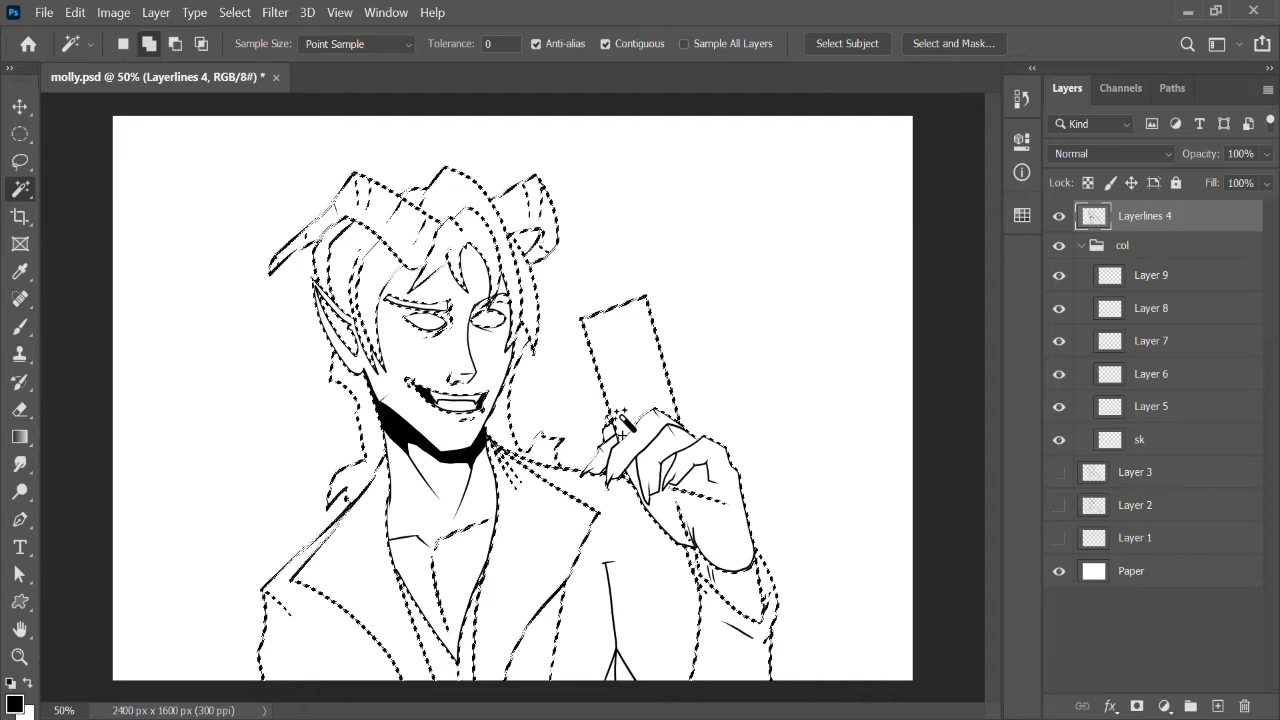 Ps File Edit Image Layer Type Select Filter 3D View Window Help
Sample Size: Point Sample Tolerance: 0 Anti-alias Contiguous Sample All Layers Select Subject Select and Mask...
molly.psd @ 50% (Layerlines 4, RGB/8#) * ×
Layers Channels Paths
Kind
Normal Opacity: 100%
Lock: Fill: 100%
Layerlines 4
col
Layer 9
Layer 8
Layer 7
Layer 6
Layer 5
sk
Layer 3
Layer 2
Layer 1
Paper
50% 2400 px x 1600 px (300 ppi)
fx